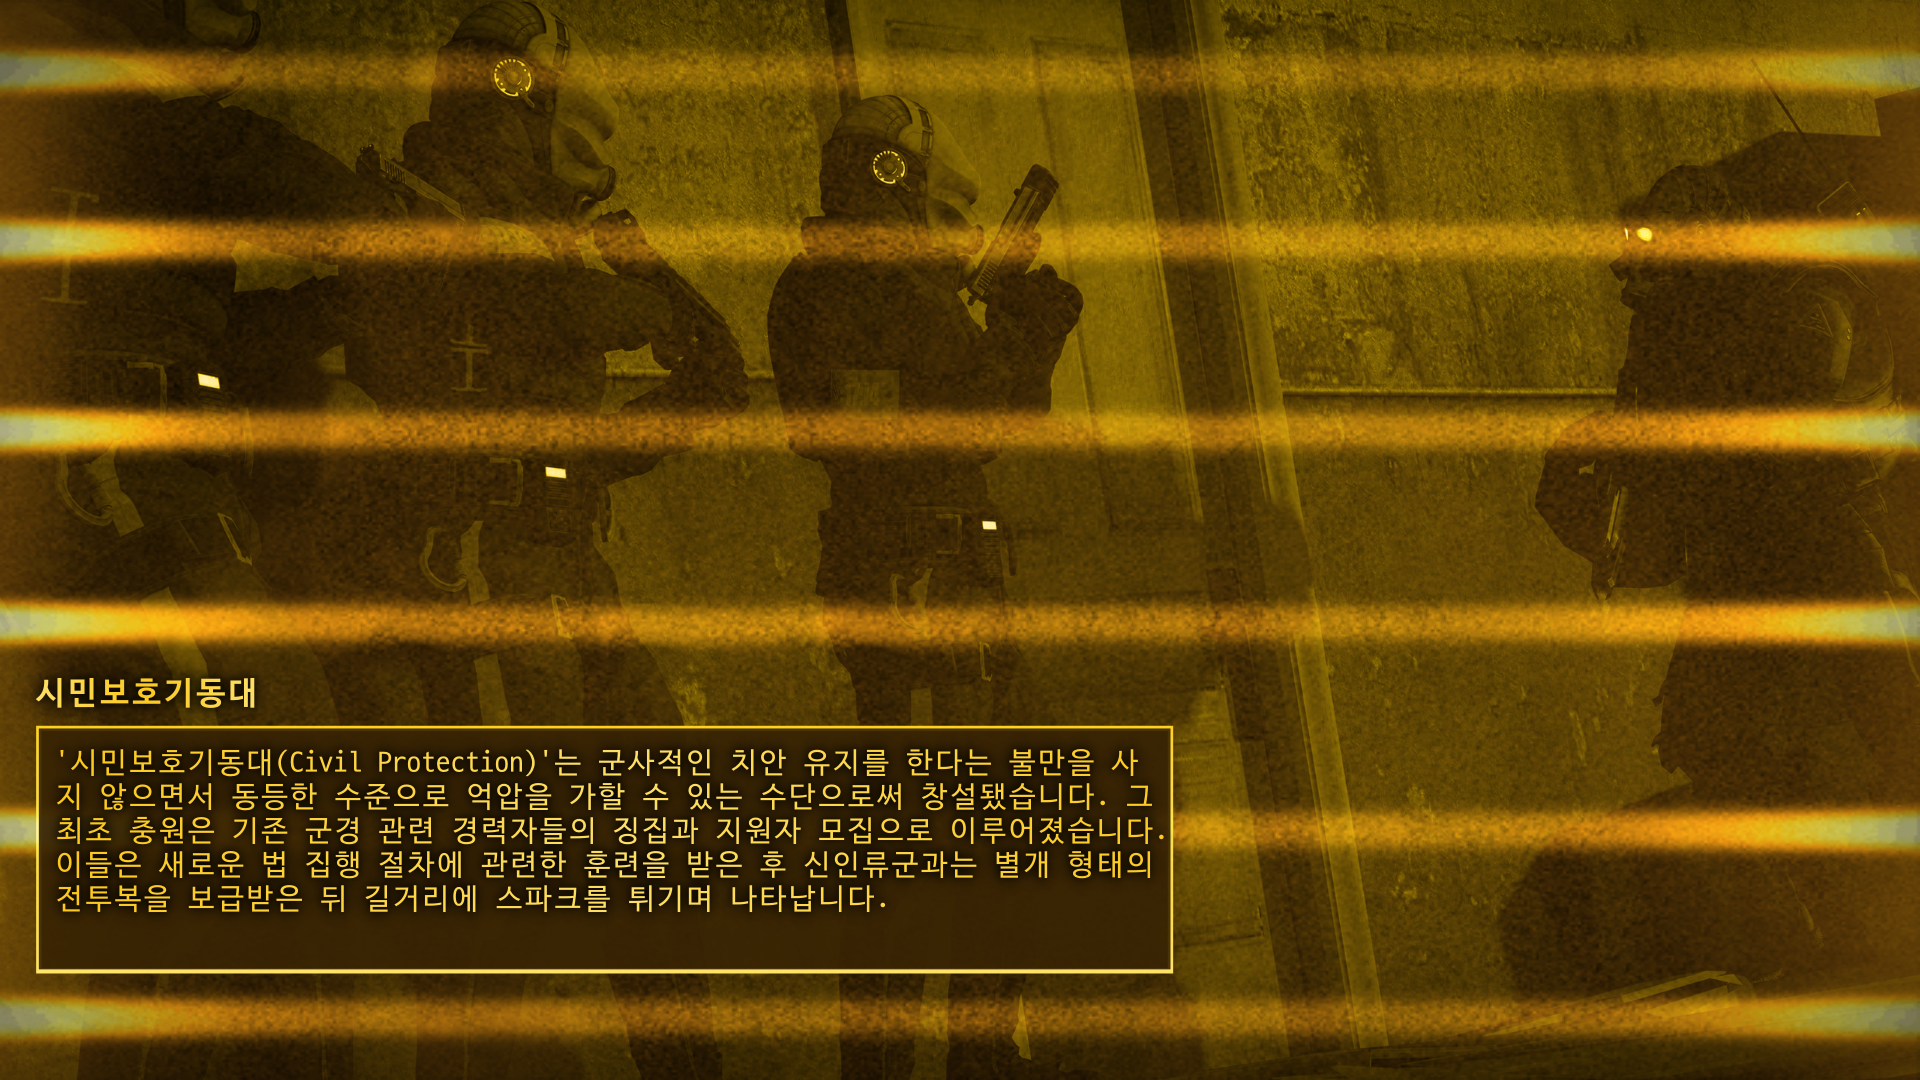 시민보호기동대
'시민보호기동대(Civil Protection)'는 군사적인 치안 유지를 한다는 불만을 사
지 않으면서 동등한 수준으로 억압을 가할 수 있는 수단으로써 창설됐습니다. 그
최초 충원은 기존 군경 관련 경력자들의 징집과 지원자 모집으로 이루어졌습니다.
이들은 새로운 법 집행 절차에 관련한 훈련을 받은 후 신인류군과는 별개 형태의
전투복을 보급받은 뒤 길거리에 스파크를 튀기며 나타납니다.